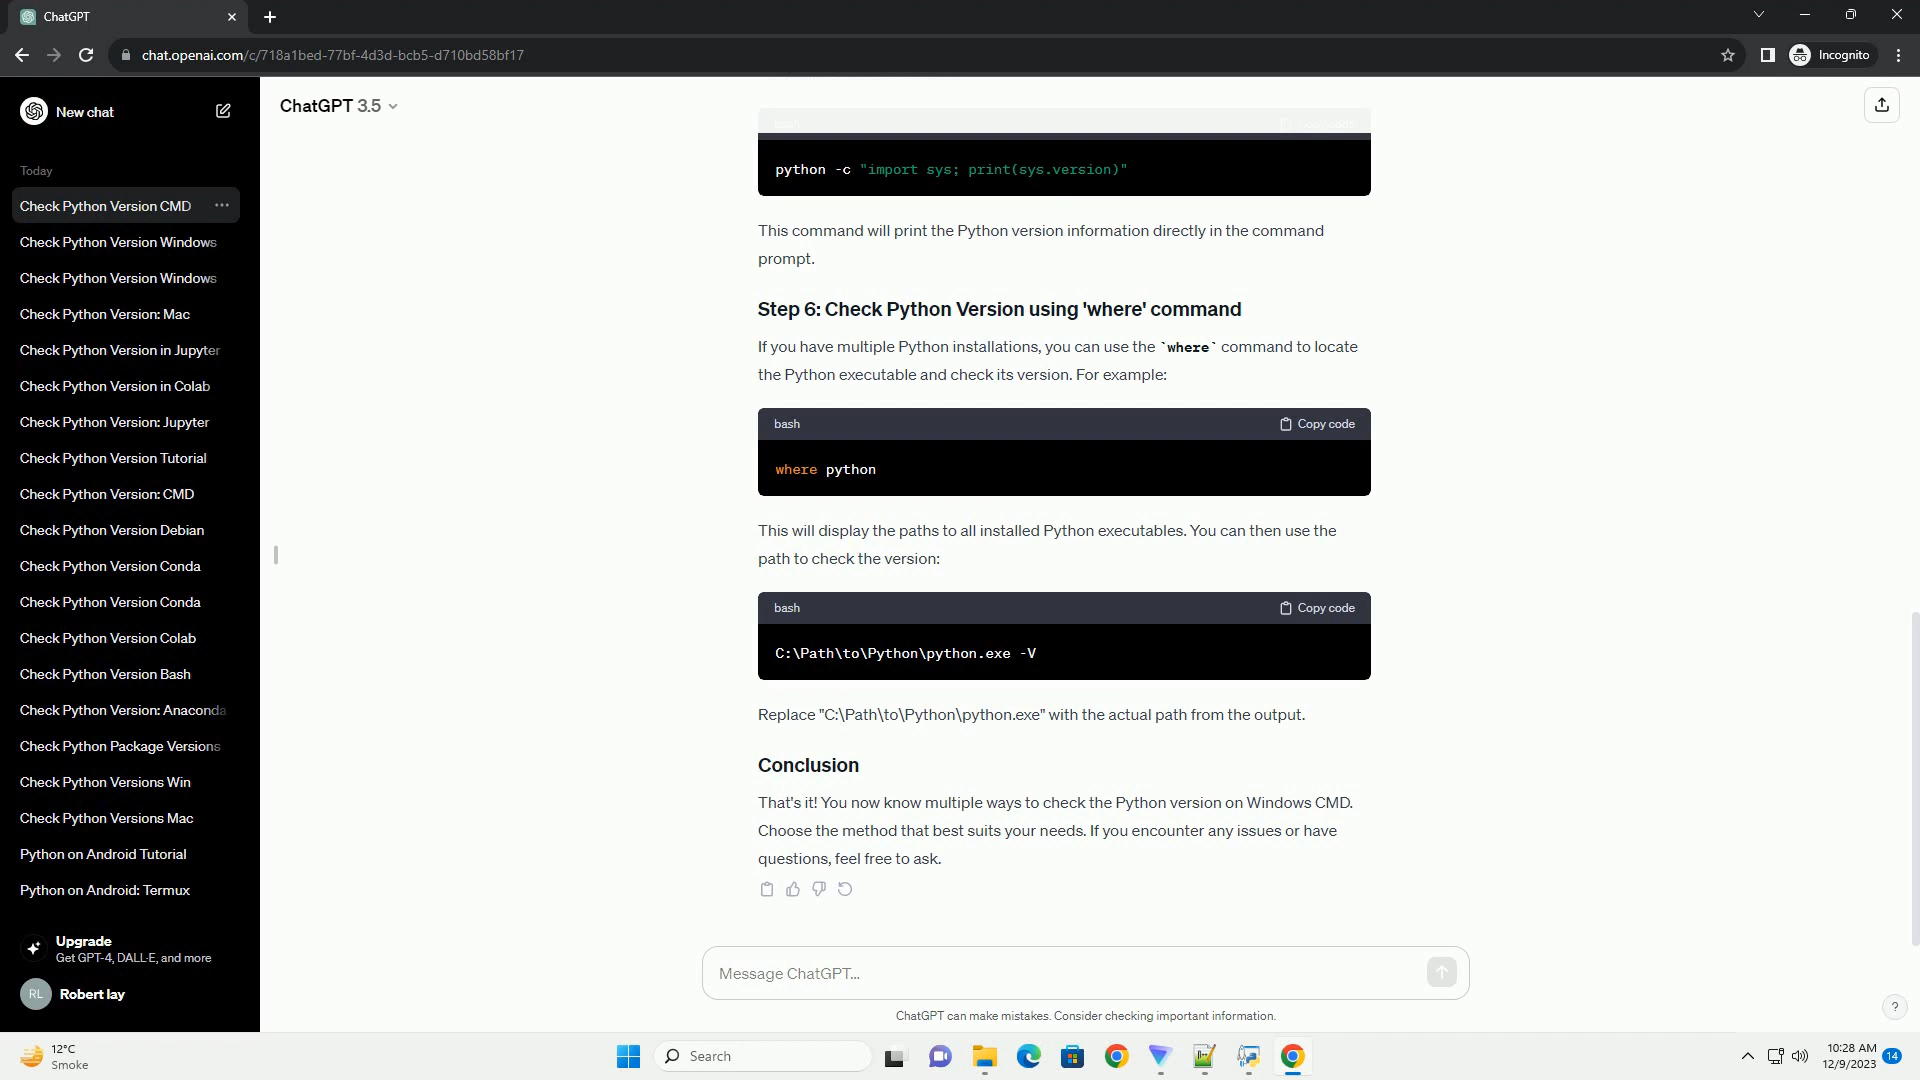 ChatGPT
chat.openai.com/c/718a1bed-77bf-4d3d-bcb5-d710bd58bf17
Incognito
New chat
Today
Check Python Version CMD
Check Python Version Windows
Check Python Version Windows
Check Python Version: Mac
Check Python Version in Jupyter
Check Python Version in Colab
Check Python Version: Jupyter
Check Python Version Tutorial
Check Python Version: CMD
Check Python Version Debian
Check Python Version Conda
Check Python Version Conda
Check Python Version Colab
Check Python Version Bash
Check Python Version: Anaconda
Check Python Package Versions
Check Python Versions Win
Check Python Versions Mac
Python on Android Tutorial
Python on Android: Termux
Upgrade
Get GPT-4, DALL·E, and more
RL Robert lay
ChatGPT 3.5
python -c "import sys; print(sys.version)"
This command will print the Python version information directly in the command
prompt.
Step 6: Check Python Version using 'where' command
If you have multiple Python installations, you can use the `where` command to locate
the Python executable and check its version. For example:
bash Copy code
where python
This will display the paths to all installed Python executables. You can then use the
path to check the version:
bash Copy code
C:\Path\to\Python\python.exe -V
Replace "C:\Path\to\Python\python.exe" with the actual path from the output.
Conclusion
That's it! You now know multiple ways to check the Python version on Windows CMD.
Choose the method that best suits your needs. If you encounter any issues or have
questions, feel free to ask.
Message ChatGPT...
ChatGPT can make mistakes. Consider checking important information.
?
12°C
Smoke
Search
10:28 AM
12/9/2023
14